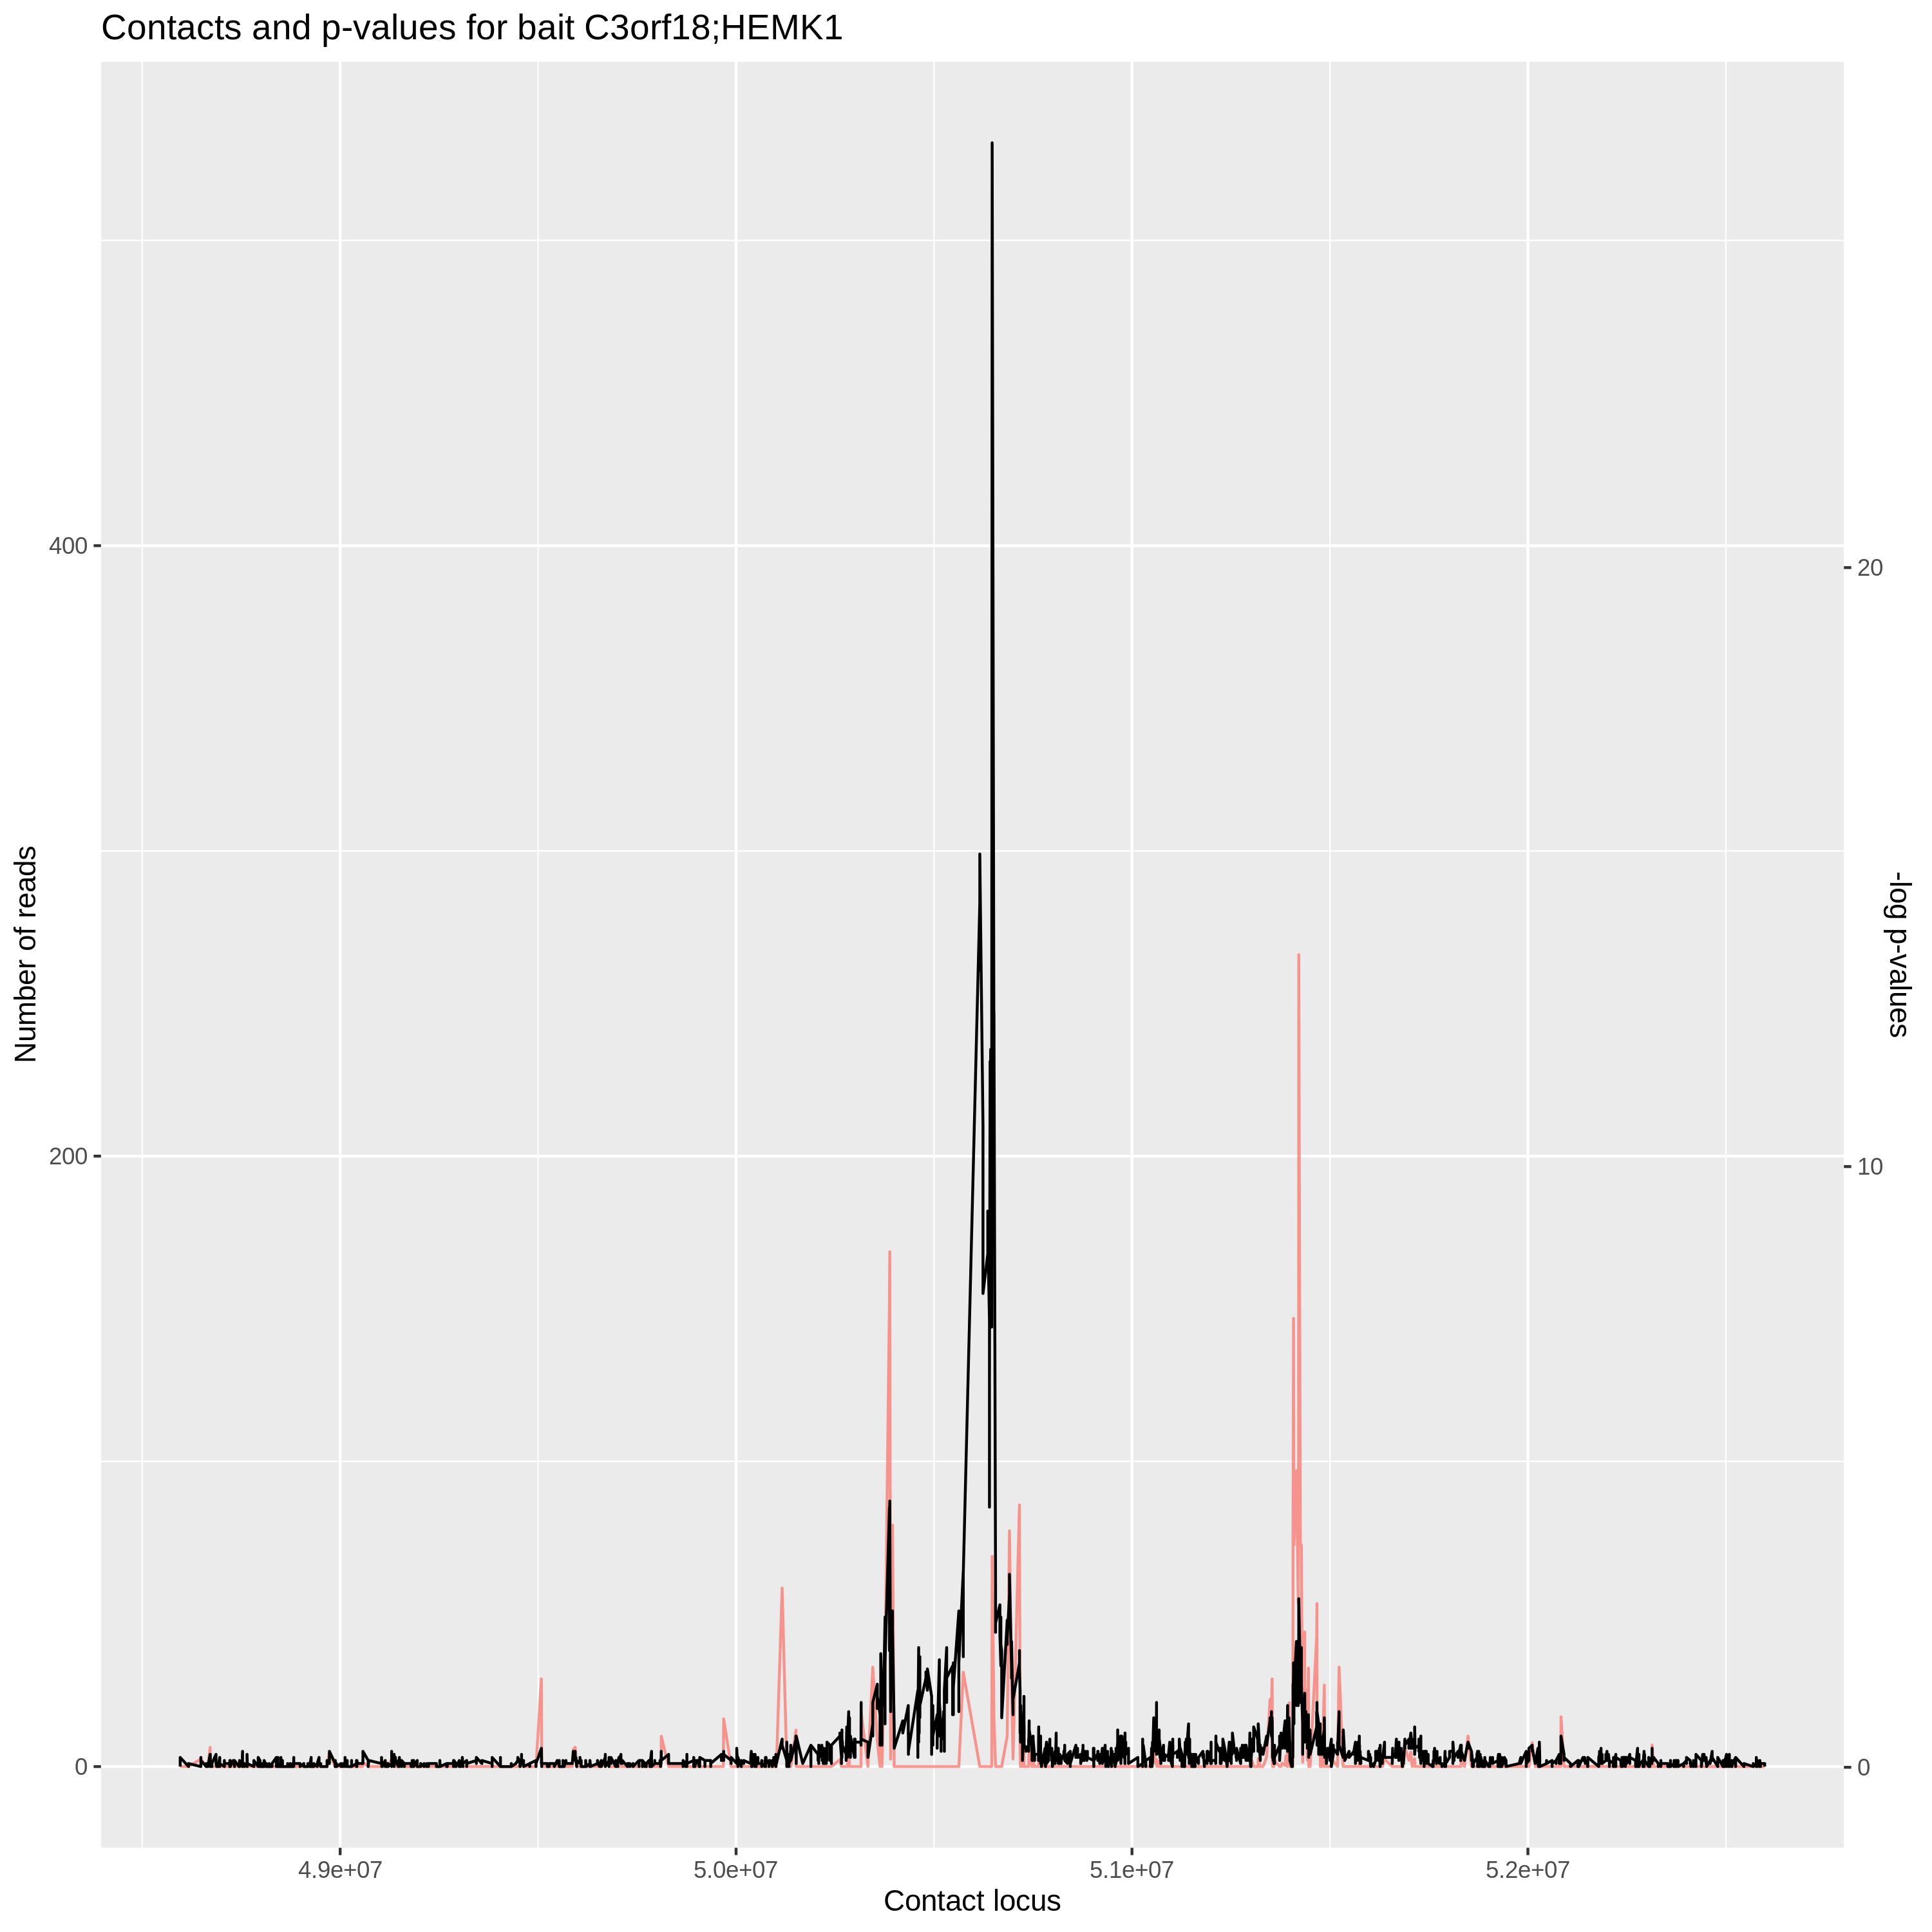 Contacts and p-values for bait C3orf18;HEMK1
400
200
0
Number of reads
20
10
0
-log p-values
4.9e+07
5.0e+07
5.1e+07
5.2e+07
Contact locus